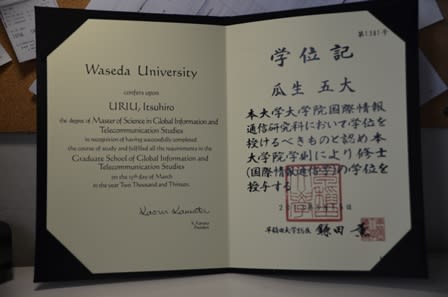 Waseda University
confers upon
URIU, Itsuhiro
the degree of Master of Science in Global Information and
Telecommunication Studies
in recognition of having successfully completed
the course of study and fulfilled all the requirements in the
Graduate School of Global Information and
Telecommunication Studies
on the 15th day of March
in the year Two Thousand and Thirteen.
K. Kamata
President
学位記
瓜生 五大
本大学大学院国際情報
通信研究科において学位を
授けるべきものと認め本
大学院学則により修士
(国際情報通信学)の学位を
授与する
早稲田大学総長 鎌田 薫